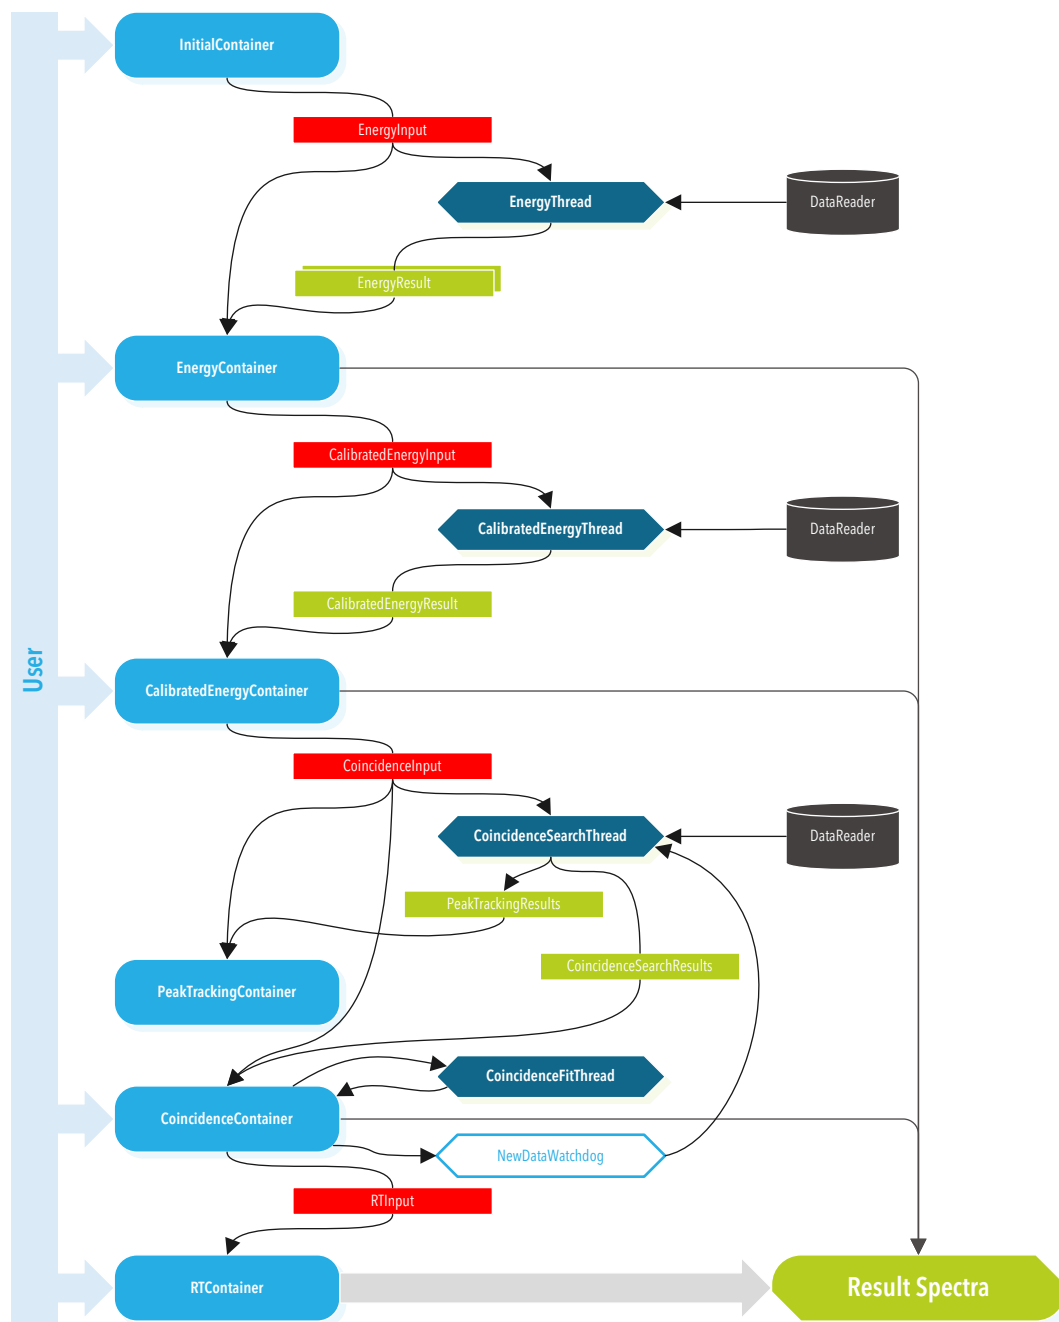 InitialContainer
EnergyInput
EnergyThread
DataReader
EnergyResult
EnergyContainer
CalibratedEnergyInput
CalibratedEnergyThread
DataReader
CalibratedEnergyResult
User
CalibratedEnergyContainer
CoincidenceInput
CoincidenceSearchThread
DataReader
PeakTrackingResults
CoincidenceSearchResults
PeakTrackingContainer
CoincidenceFitThread
CoincidenceContainer
NewDataWatchdog
RTInput
RTContainer
Result Spectra